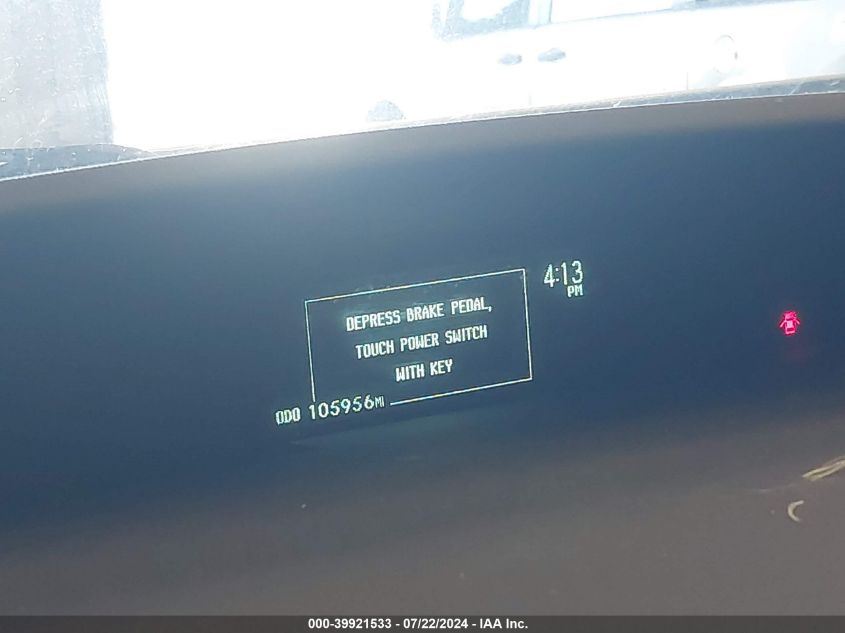 4:13
PM
DEPRESS BRAKE PEDAL,
TOUCH POWER SWITCH
WITH KEY
ODO 105956MI
000-39921533 - 07/22/2024 - IAA Inc.